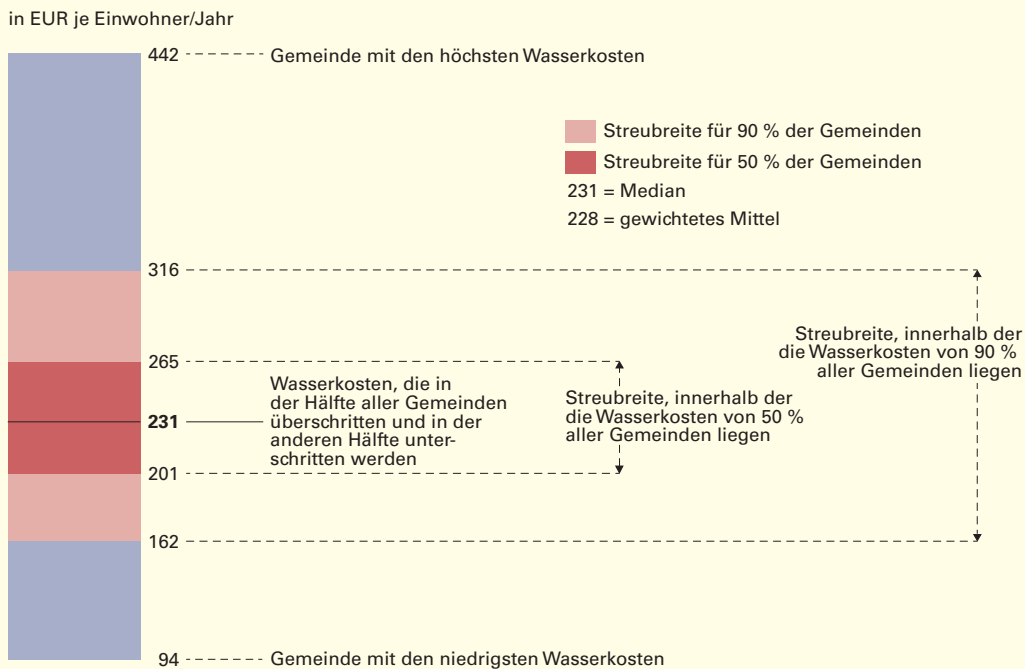 in EUR je Einwohner/Jahr
442
Gemeinde mit den höchsten Wasserkosten
Streubreite für 90 % der Gemeinden
Streubreite für 50 % der Gemeinden
231 = Median
228 = gewichtetes Mittel
316
Streubreite, innerhalb der
die Wasserkosten von 90 %
aller Gemeinden liegen
265
Wasserkosten, die in
der Hälfte aller Gemeinden
überschritten und in der
anderen Hälfte unter-
schritten werden
Streubreite, innerhalb der
die Wasserkosten von 50 %
aller Gemeinden liegen
231
201
162
94
Gemeinde mit den niedrigsten Wasserkosten